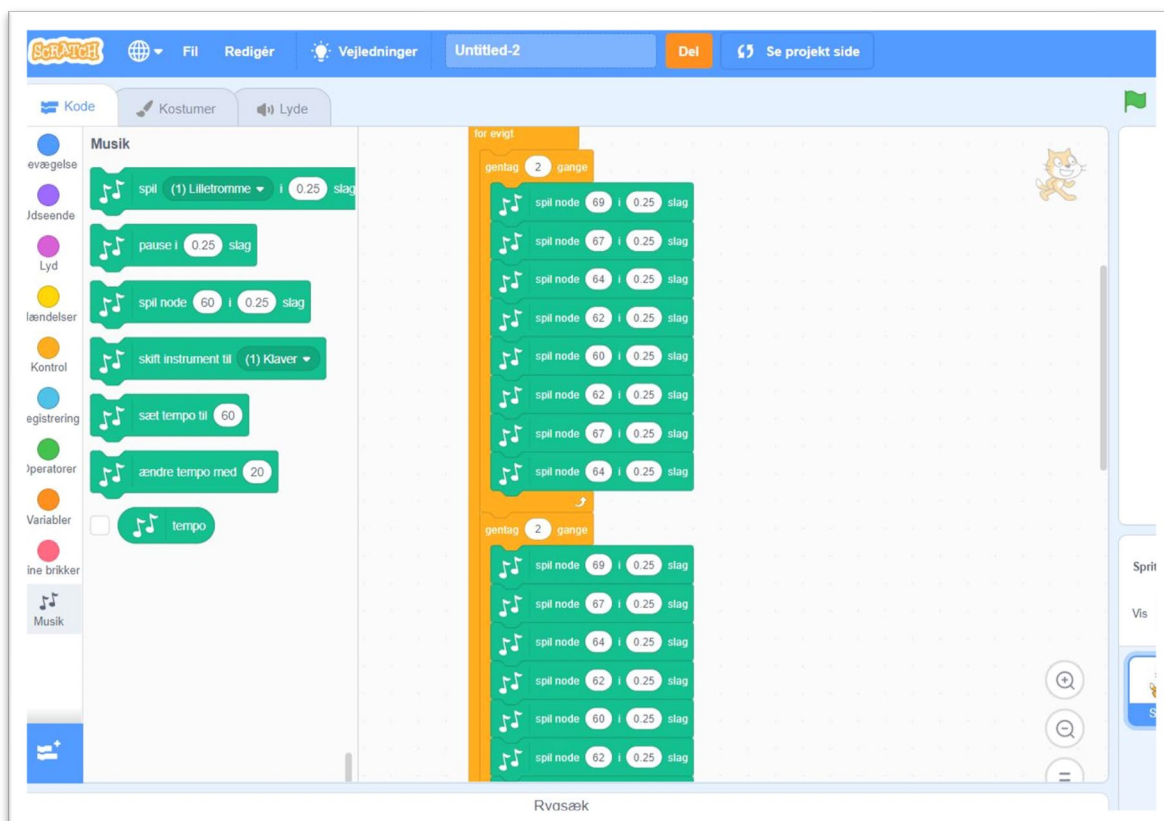 SCRATCH
Fil
Redigér
Vejledninger
Untitled-2
Del
Se projekt side
Kode
Kostumer
Lyde
evægelse
Udseende
Lyd
ændelser
Kontrol
egistrering
Operatorer
Variabler
ine brikker
Musik
Musik
spil (1) Lilletromme i 0.25 slag
pause i 0.25 slag
spil node 60 i 0.25 slag
skift instrument til (1) Klaver
sæt tempo til 60
ændre tempo med 20
tempo
for evigt
gentag 2 gange
spil node 69 i 0.25 slag
spil node 67 i 0.25 slag
spil node 64 i 0.25 slag
spil node 62 i 0.25 slag
spil node 60 i 0.25 slag
spil node 62 i 0.25 slag
spil node 67 i 0.25 slag
spil node 64 i 0.25 slag
gentag 2 gange
spil node 69 i 0.25 slag
spil node 67 i 0.25 slag
spil node 64 i 0.25 slag
spil node 62 i 0.25 slag
spil node 60 i 0.25 slag
spil node 62 i 0.25 slag
Sprit
Vis
S
Rygsæk